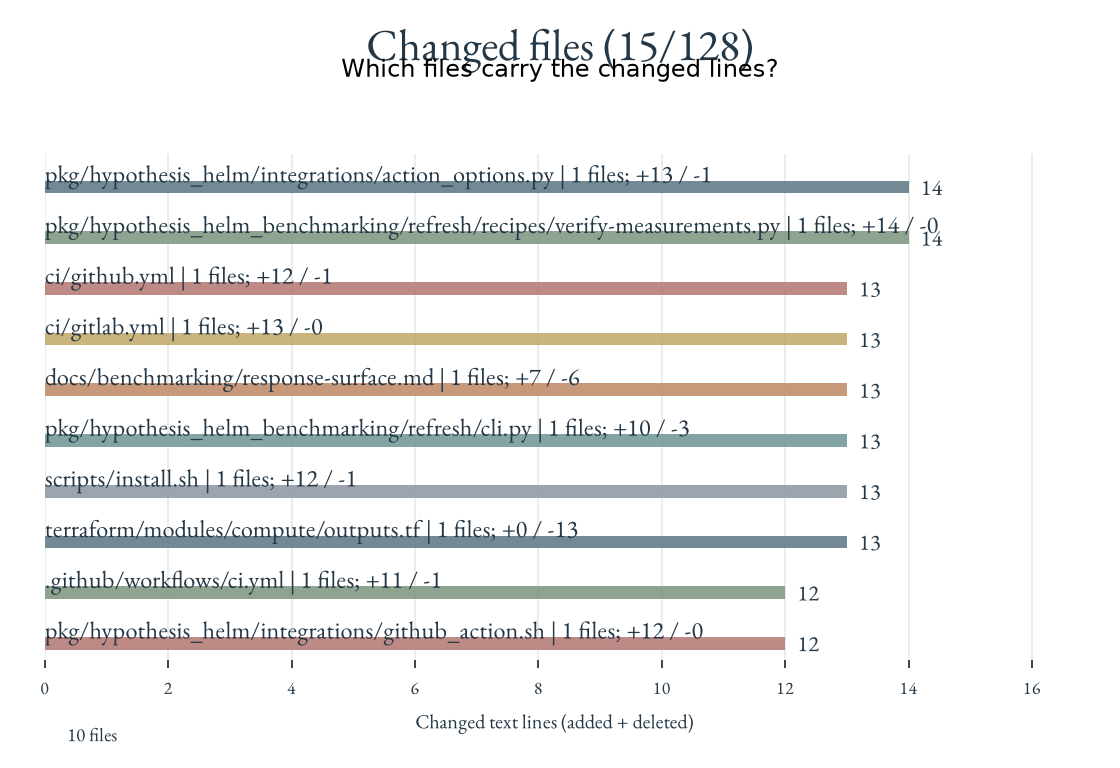 Changed files (15/128)
Which files carry the changed lines?
pkg/hypothesis_helm/integrations/action_options.py | 1 files; +13 / -1
14
pkg/hypothesis_helm_benchmarking/refresh/recipes/verify-measurements.py | 1 files; +14 / -0
14
ci/github.yml | 1 files; +12 / -1
13
ci/gitlab.yml | 1 files; +13 / -0
13
docs/benchmarking/response-surface.md | 1 files; +7 / -6
13
pkg/hypothesis_helm_benchmarking/refresh/cli.py | 1 files; +10 / -3
13
scripts/install.sh | 1 files; +12 / -1
13
terraform/modules/compute/outputs.tf | 1 files; +0 / -13
13
.github/workflows/ci.yml | 1 files; +11 / -1
12
pkg/hypothesis_helm/integrations/github_action.sh | 1 files; +12 / -0
12
0 2 4 6 8 10 12 14 16
Changed text lines (added + deleted)
10 files